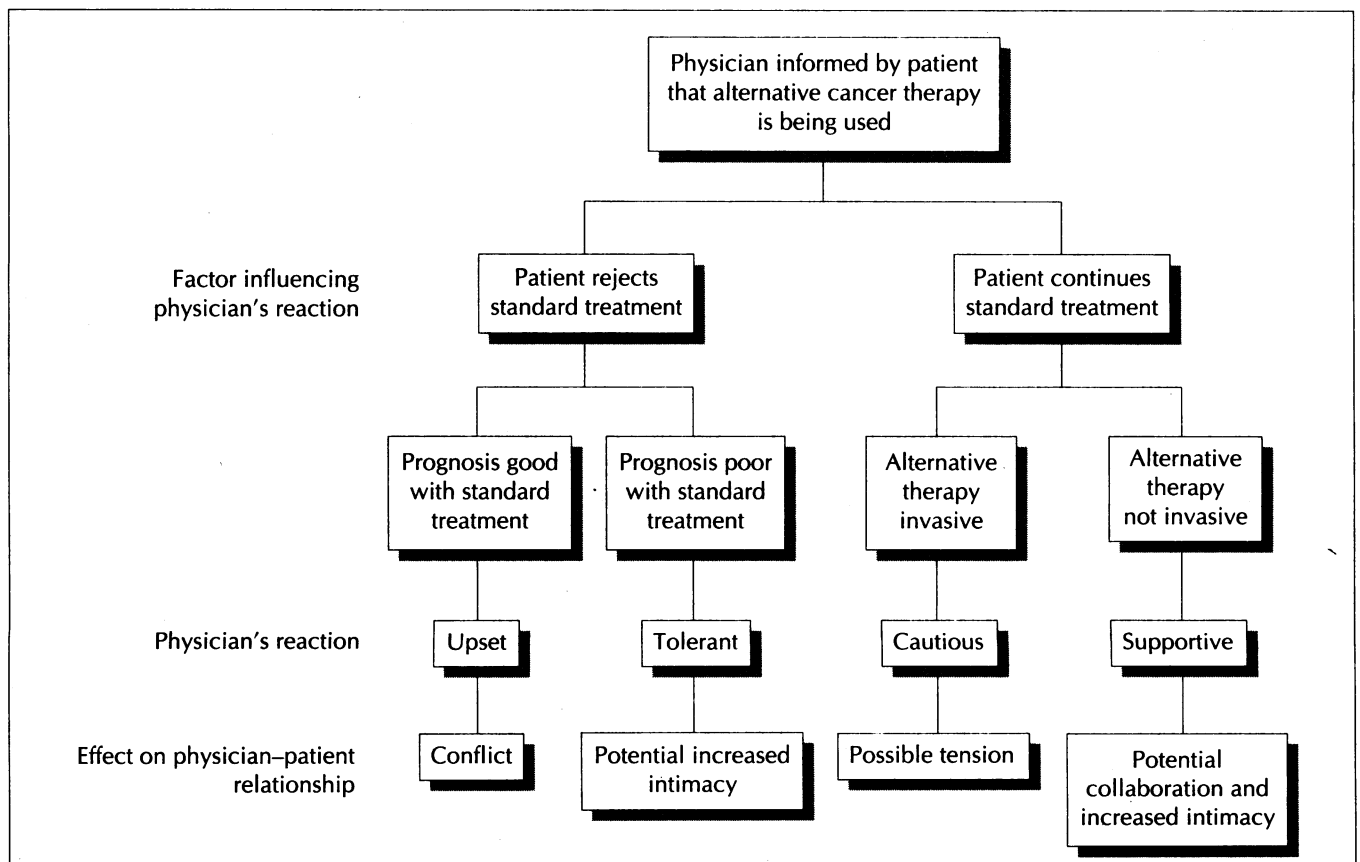 Physician informed by patient
that alternative cancer therapy
is being used
Factor influencing
physician's reaction
Patient rejects
standard treatment
Patient continues
standard treatment
Prognosis good
with standard
treatment
Prognosis poor
with standard
treatment
Alternative
therapy
invasive
Alternative
therapy
not invasive
Physician's reaction
Upset
Tolerant
Cautious
Supportive
Effect on physician–patient
relationship
Conflict
Potential increased
intimacy
Possible tension
Potential
collaboration and
increased intimacy